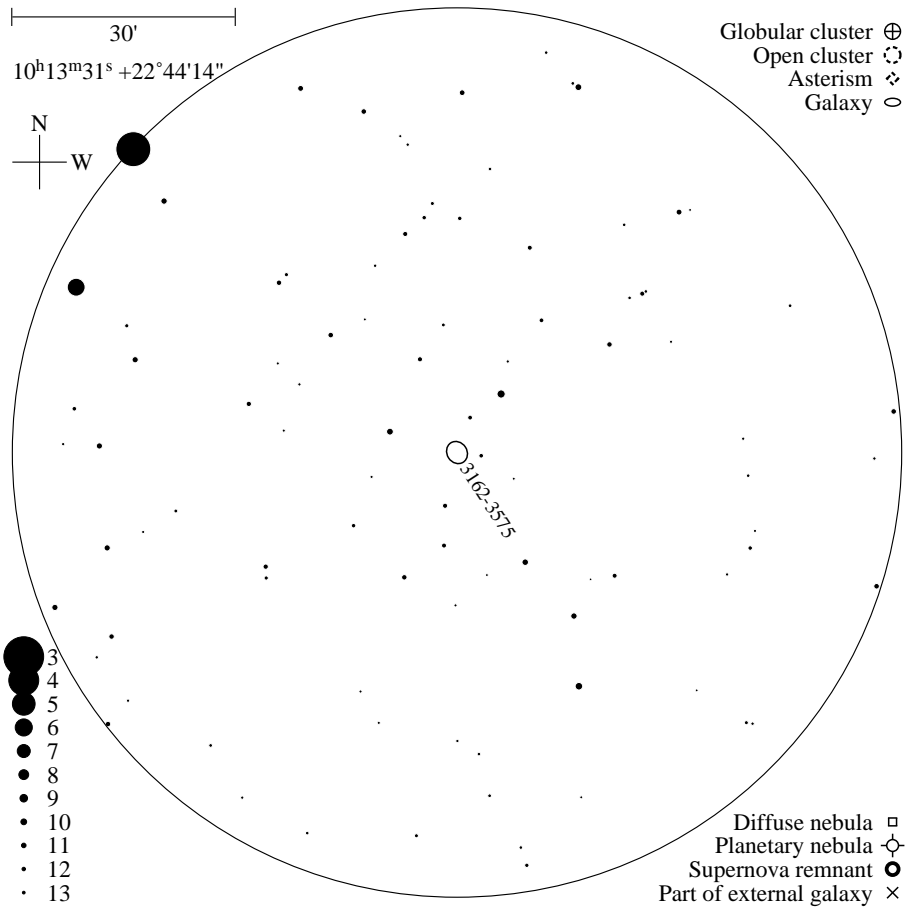 30'
10h13m31s +22°44'14"
N
W
Globular cluster
Open cluster
Asterism
Galaxy
3162-3575
3
4
5
6
7
8
9
10
11
12
13
Diffuse nebula
Planetary nebula
Supernova remnant
Part of external galaxy